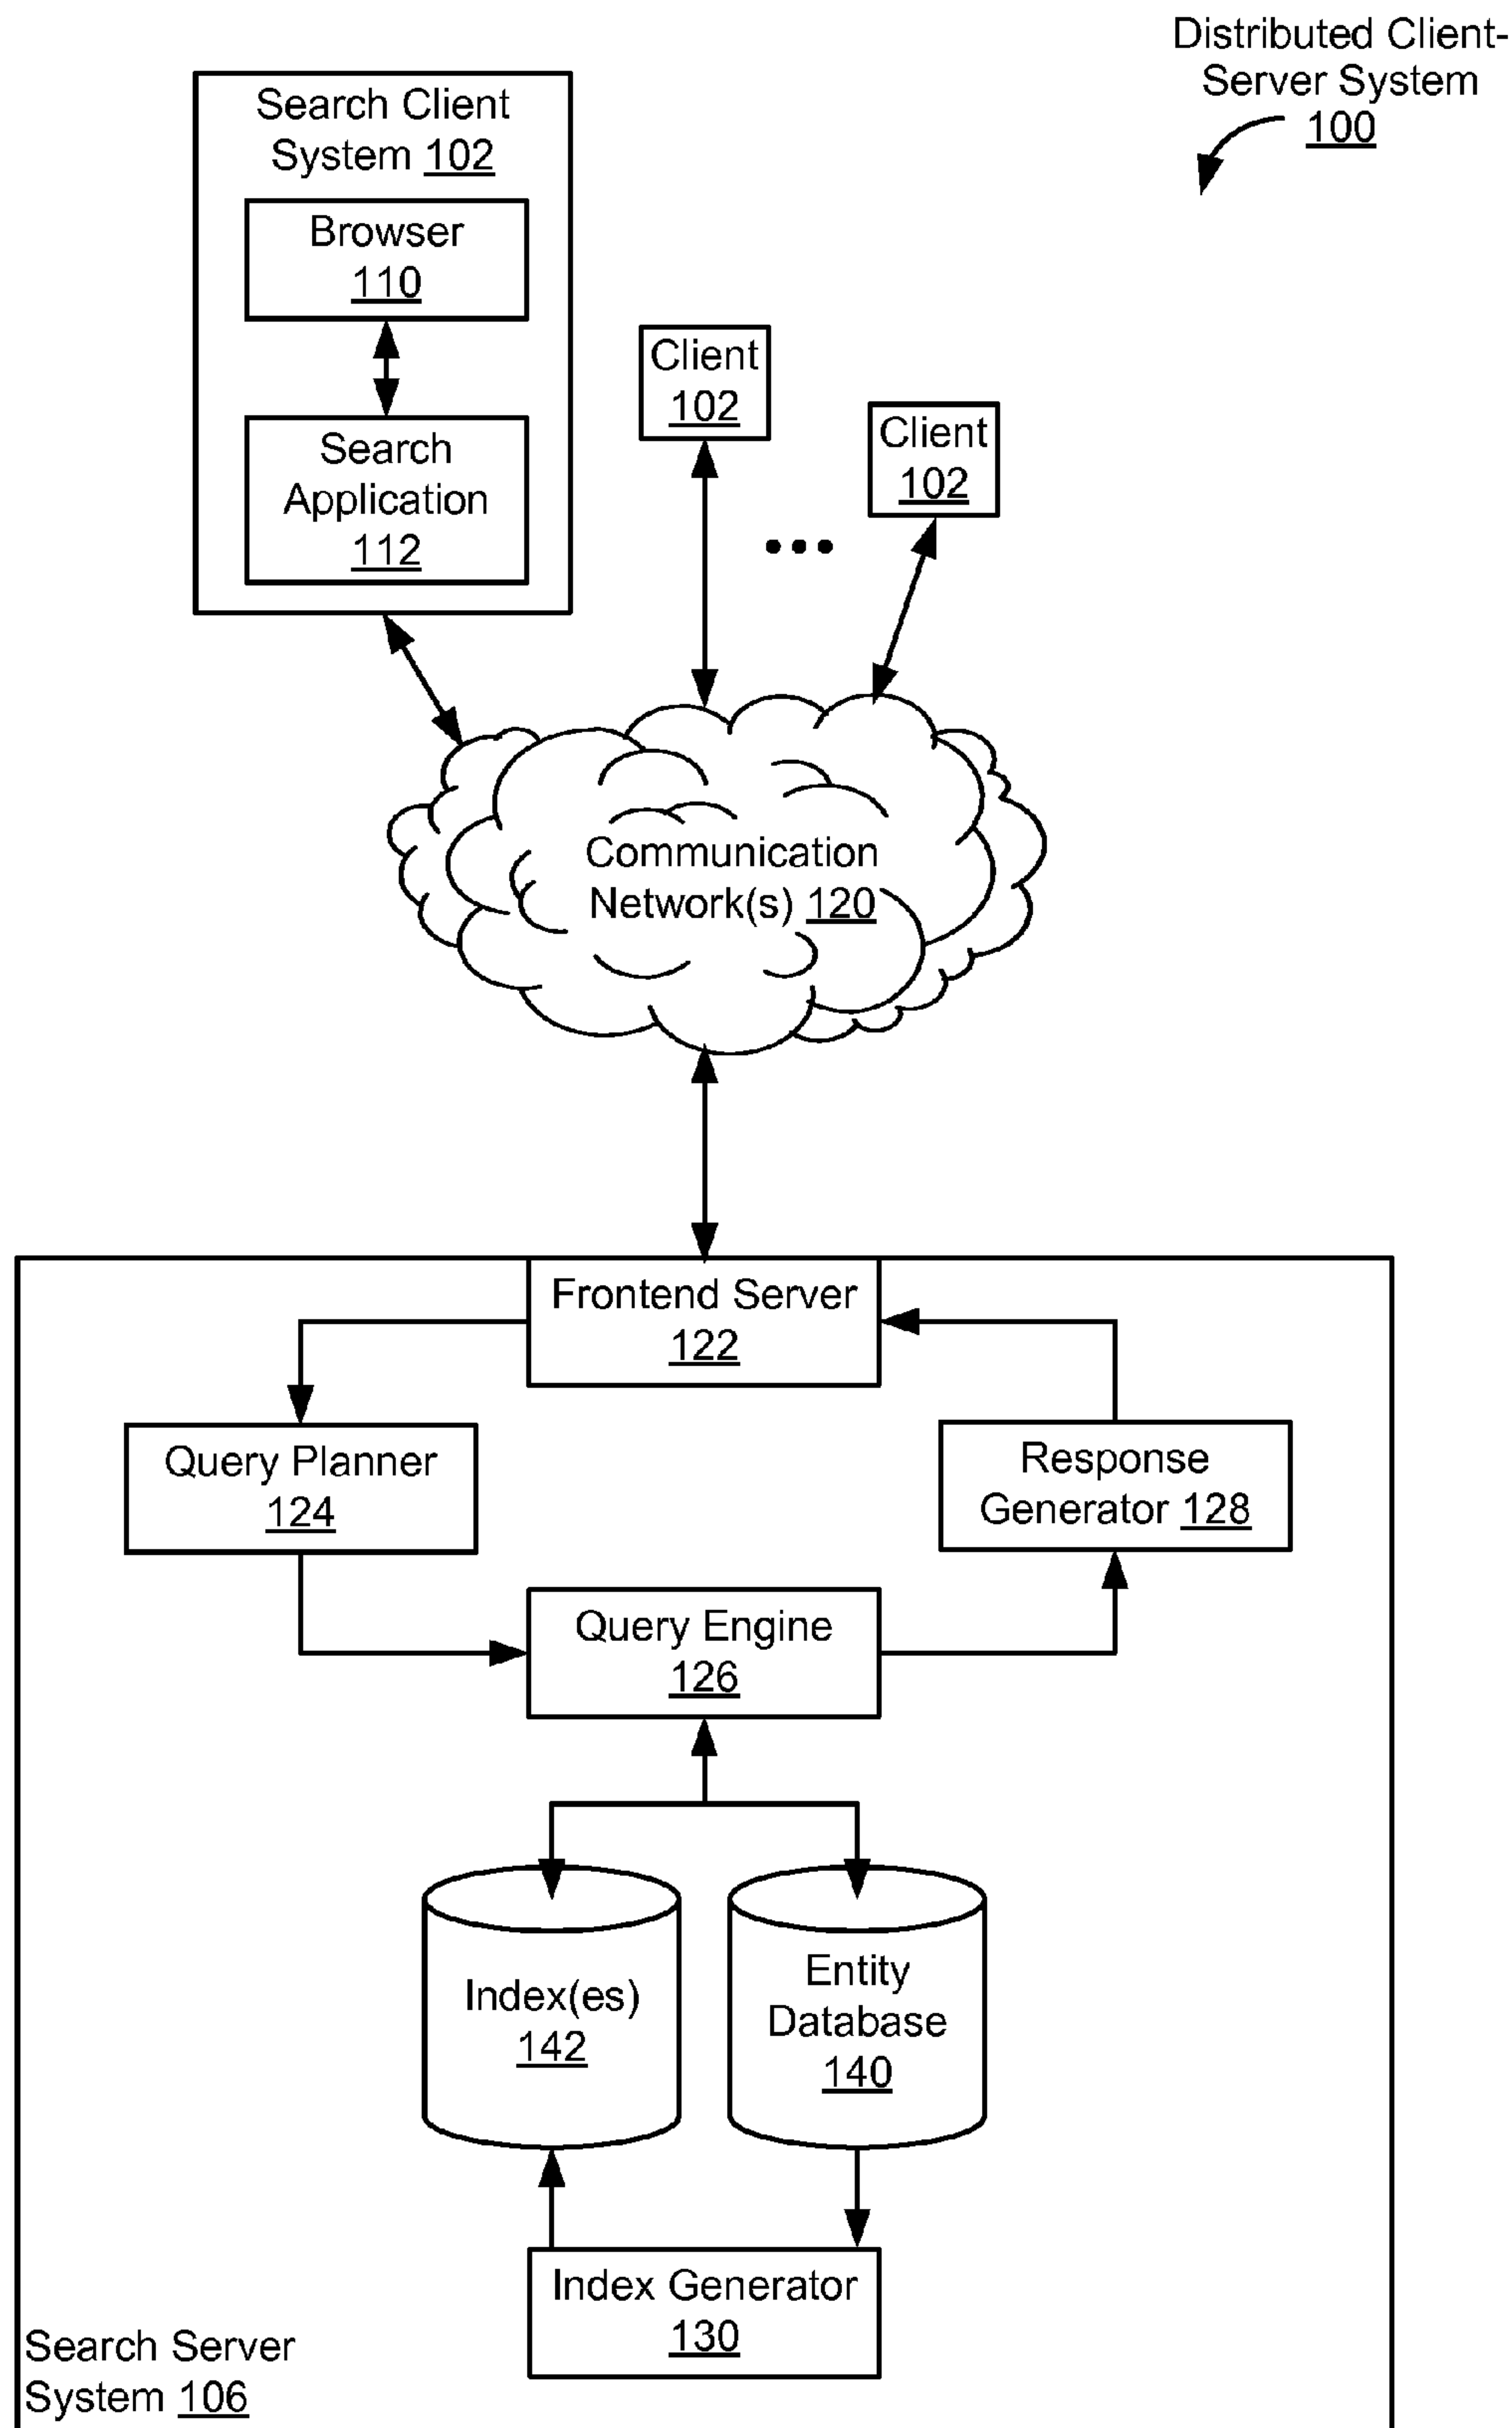 Distributed Client-
Server System
100
Search Client
System 102
Browser
110
Search
Application
112
Client
102
Client
102
Communication
Network(s) 120
Frontend Server
122
Query Planner
124
Response
Generator 128
Query Engine
126
Index(es)
142
Entity
Database
140
Index Generator
130
Search Server
System 106